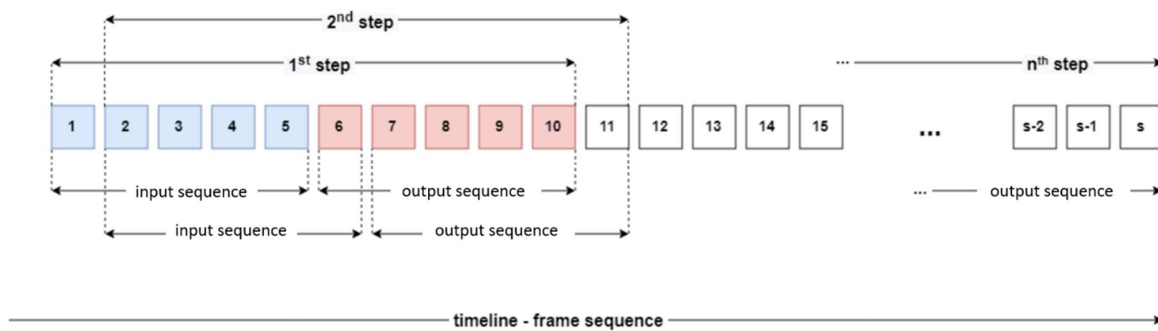 2nd step
1st step
... nth step
1 2 3 4 5 6 7 8 9 10 11 12 13 14 15 ... s-2 s-1 s
input sequence output sequence ... output sequence
input sequence output sequence
timeline - frame sequence